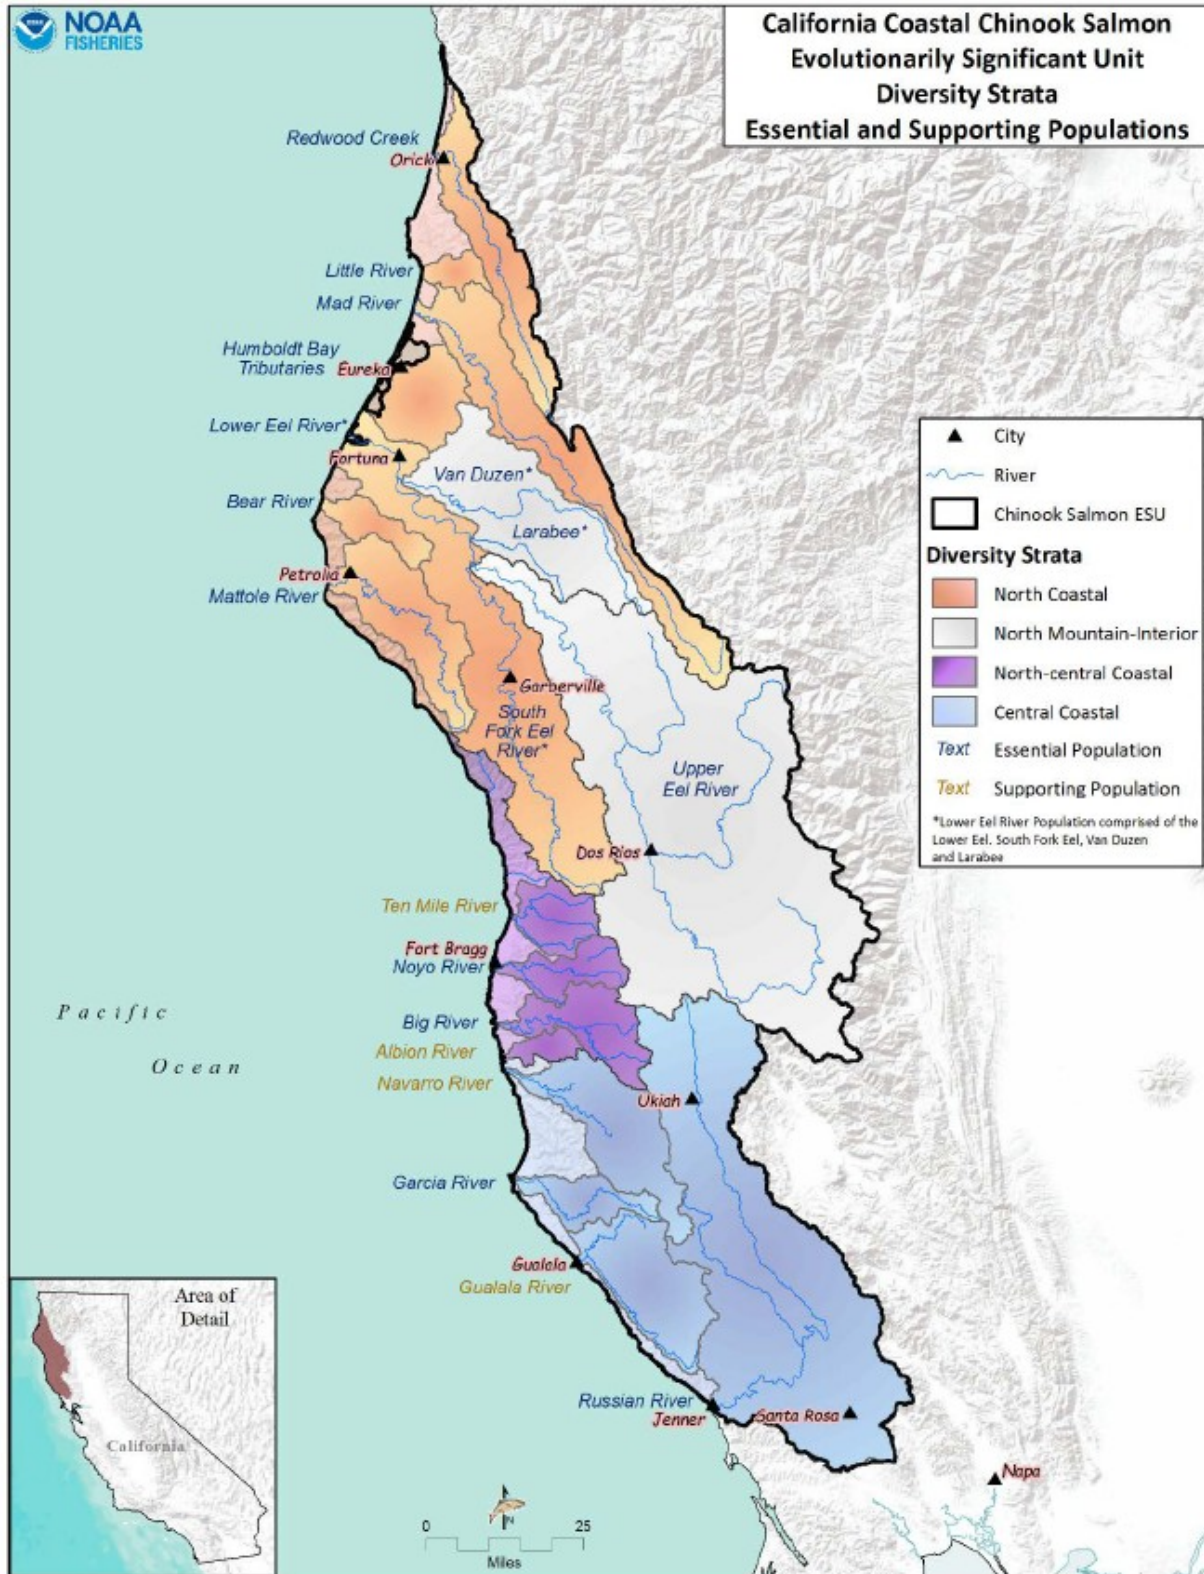 NOAA
FISHERIES
California Coastal Chinook Salmon
Evolutionarily Significant Unit
Diversity Strata
Essential and Supporting Populations
Redwood Creek
Orick
Little River
Mad River
Humboldt Bay
Tributaries
Eureka
Lower Eel River*
Fortuna
Van Duzen*
Bear River
Larabee*
Petrolia
Mattole River
Garberville
South
Fork Eel
River*
Upper
Eel River
Dos Rios
Ten Mile River
Fort Bragg
Noyo River
Big River
Albion River
Navarro River
Ukiah
Garcia River
Gualala
Gualala River
Russian River
Jenner
Santa Rosa
Napa
Pacific
Ocean
City
River
Chinook Salmon ESU
Diversity Strata
North Coastal
North Mountain-Interior
North-central Coastal
Central Coastal
Text Essential Population
Text Supporting Population
*Lower Eel River Population comprised of the
Lower Eel. South Fork Eel, Van Duzen
and Larabee
Area of
Detail
California
N
0 25
Miles